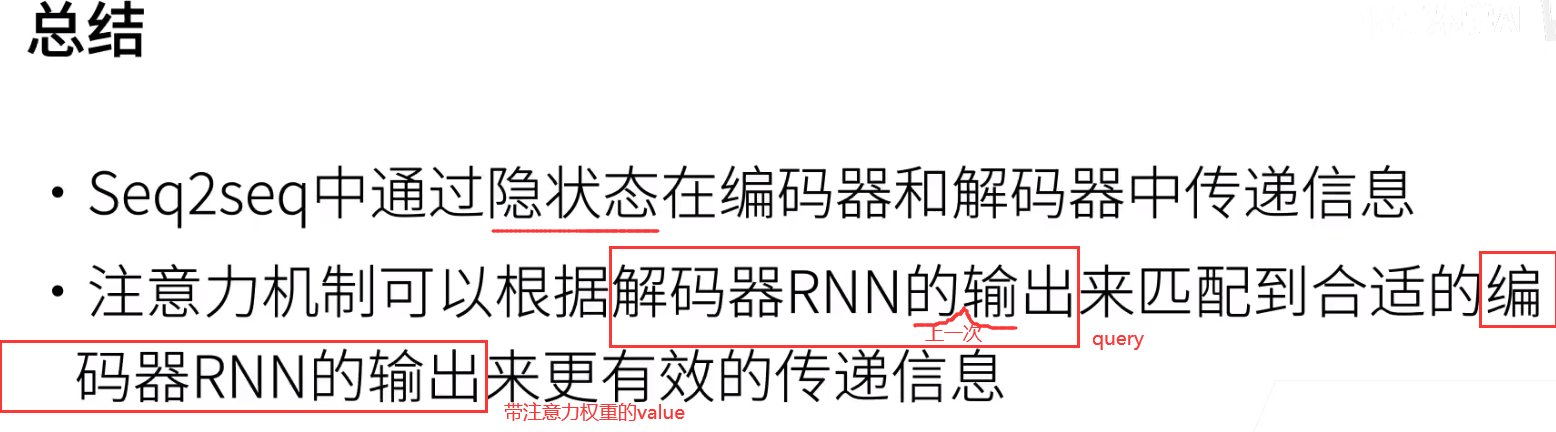 总结
• Seq2seq中通过隐状态在编码器和解码器中传递信息
• 注意力机制可以根据解码器RNN的输出来匹配到合适的编
上一次
query
码器RNN的输出来更有效的传递信息
带注意力权重的value